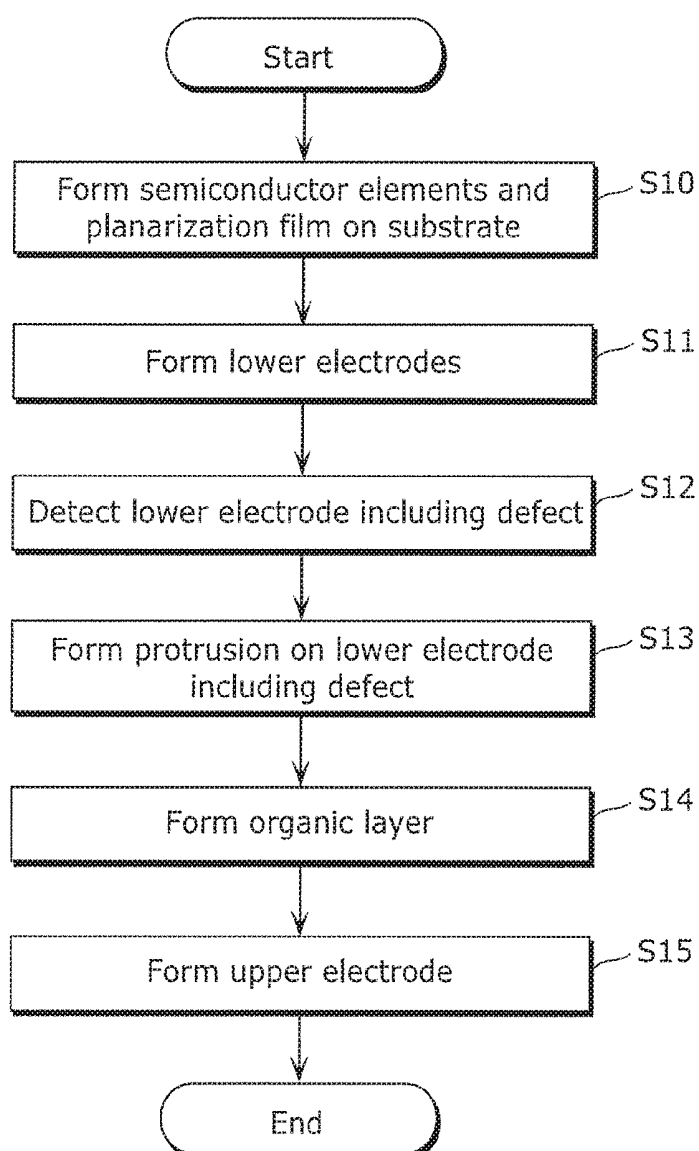 Start
Form semiconductor elements and
planarization film on substrate
S10
Form lower electrodes
S11
Detect lower electrode including defect
S12
Form protrusion on lower electrode
including defect
S13
Form organic layer
S14
Form upper electrode
S15
End